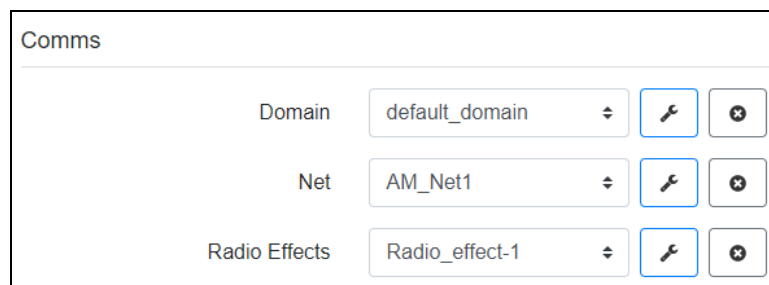 Comms
Domain default_domain
Net AM_Net1
Radio Effects Radio_effect-1